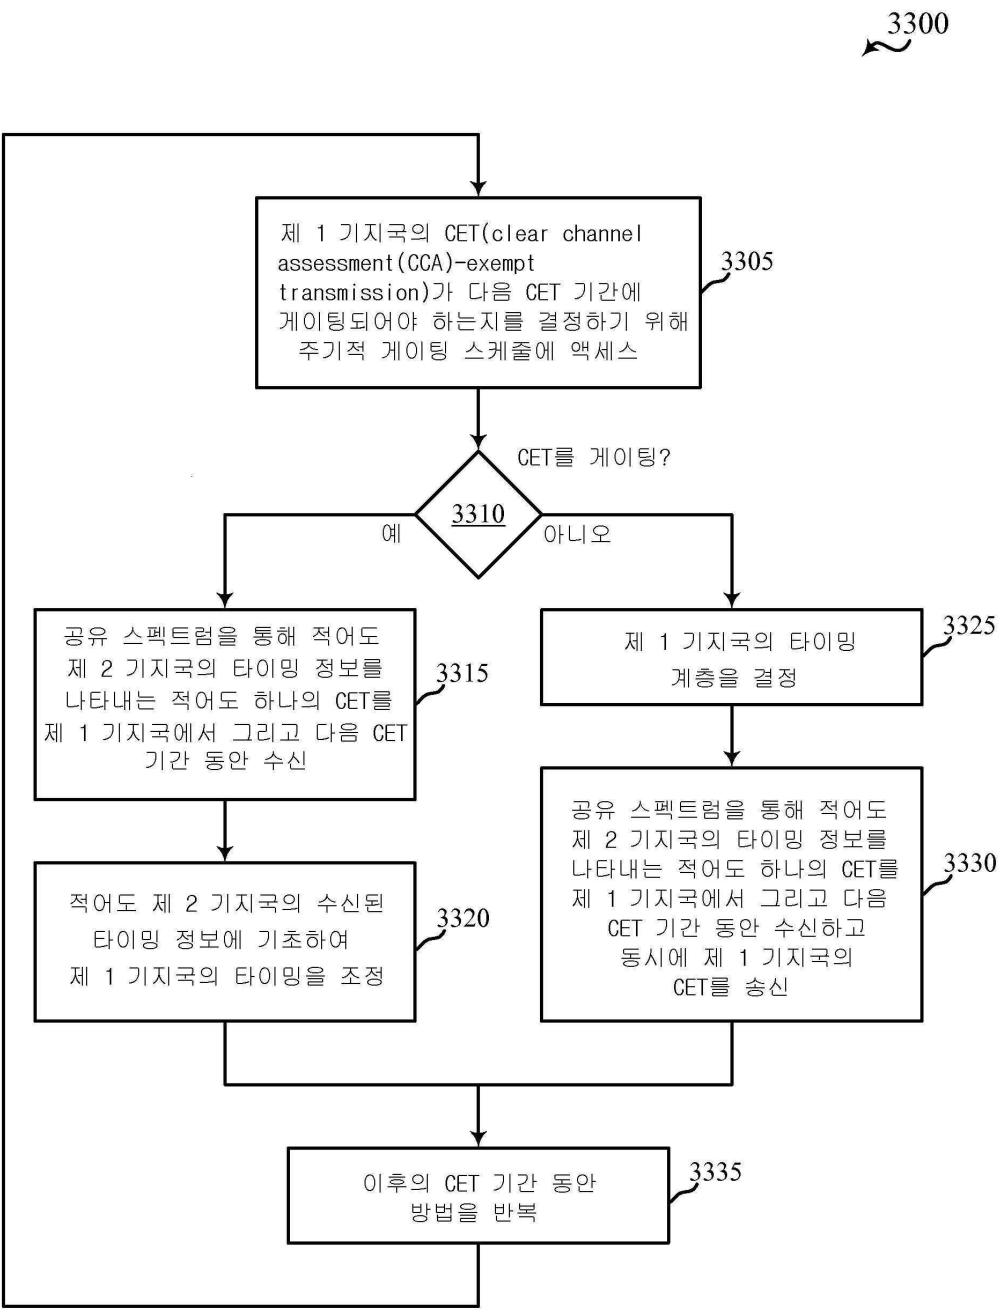 3300
제 1 기지국의 CET(clear channel
assessment(CCA)-exempt
transmission)가 다음 CET 기간에
게이팅되어야 하는지를 결정하기 위해
주기적 게이팅 스케줄에 액세스
3305
CET를 게이팅?
3310
예
아니오
공유 스펙트럼을 통해 적어도
제 2 기지국의 타이밍 정보를
나타내는 적어도 하나의 CET를
제 1 기지국에서 그리고 다음 CET
기간 동안 수신
3315
제 1 기지국의 타이밍
계층을 결정
3325
적어도 제 2 기지국의 수신된
타이밍 정보에 기초하여
제 1 기지국의 타이밍을 조정
3320
공유 스펙트럼을 통해 적어도
제 2 기지국의 타이밍 정보를
나타내는 적어도 하나의 CET를
제 1 기지국에서 그리고 다음
CET 기간 동안 수신하고
동시에 제 1 기지국의
CET를 송신
3330
이후의 CET 기간 동안
방법을 반복
3335